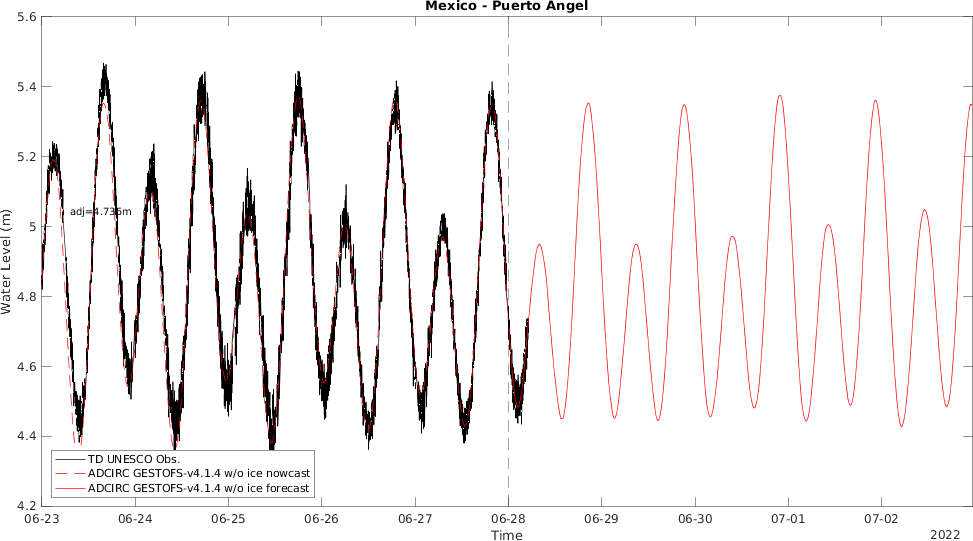 Mexico - Puerto Angel
5.6
5.4
5.2
5
4.8
4.6
4.4
4.2
Water Level (m)
adj=4.735m
TD UNESCO Obs.
ADCIRC GESTOFS-v4.1.4 w/o ice nowcast
ADCIRC GESTOFS-v4.1.4 w/o ice forecast
06-23 06-24 06-25 06-26 06-27 06-28 06-29 06-30 07-01 07-02
Time
2022